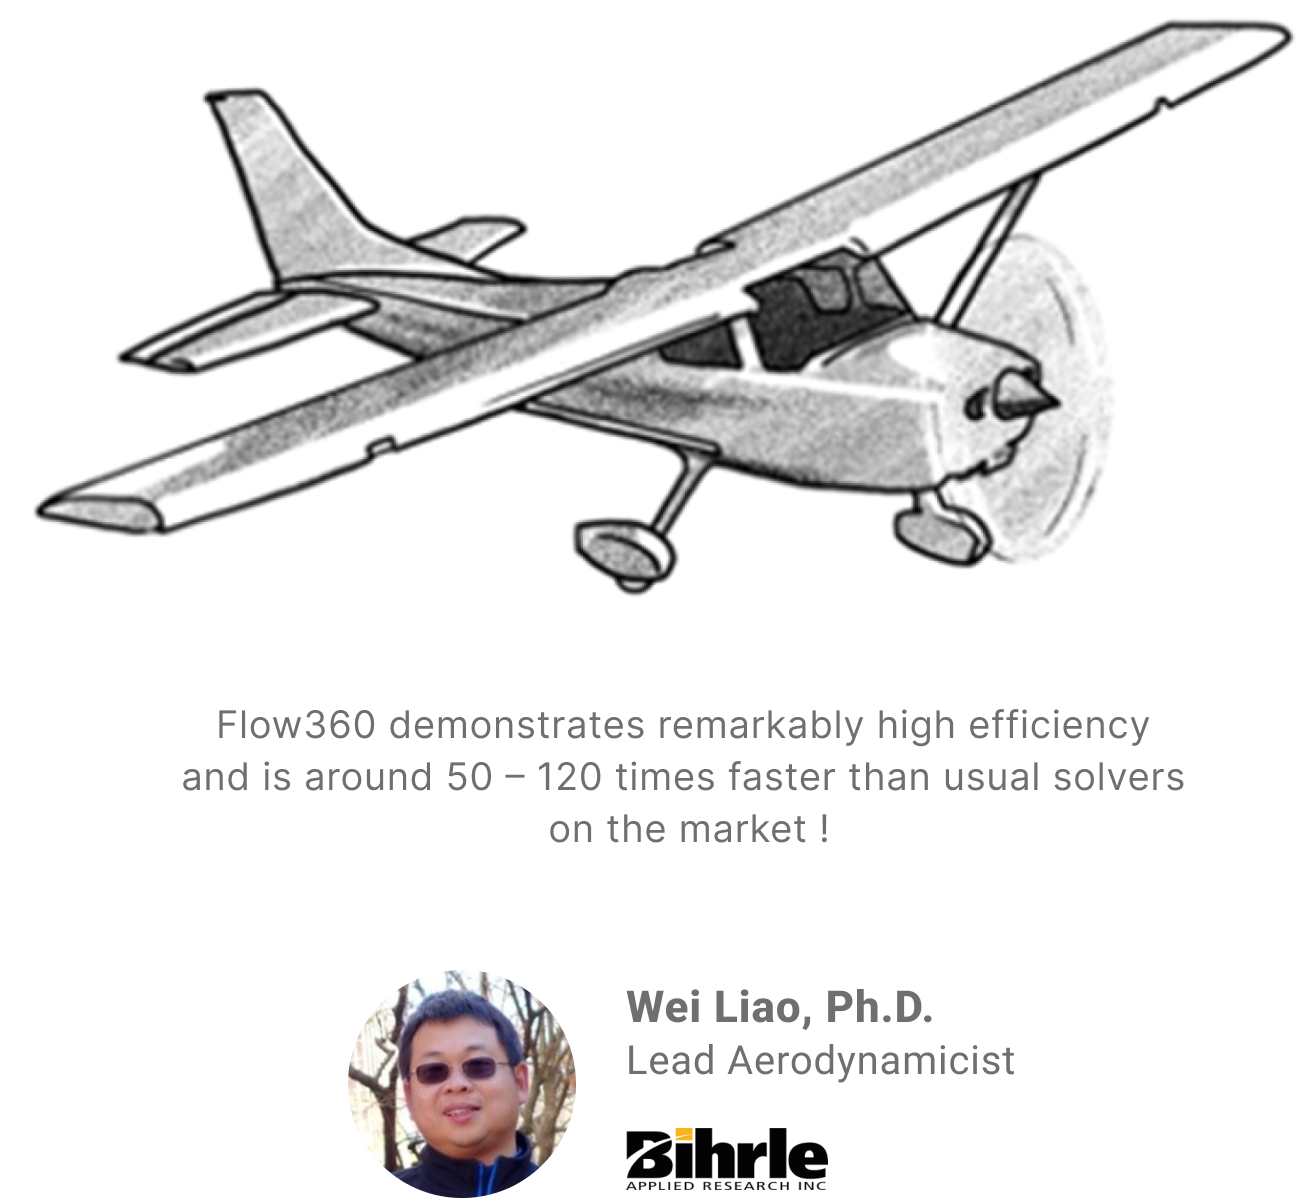 Flow360 demonstrates remarkably high efficiency
and is around 50 – 120 times faster than usual solvers
on the market !
Wei Liao, Ph.D.
Lead Aerodynamicist
Bihrle
APPLIED RESEARCH INC